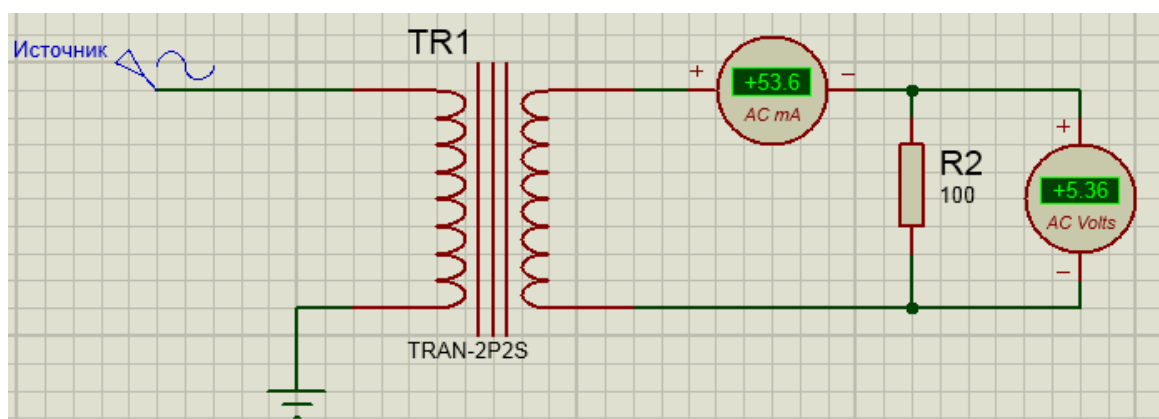 Источник
TR1
TRAN-2P2S
+
+53.6
AC mA
−
R2
100
+
+5.36
AC Volts
−